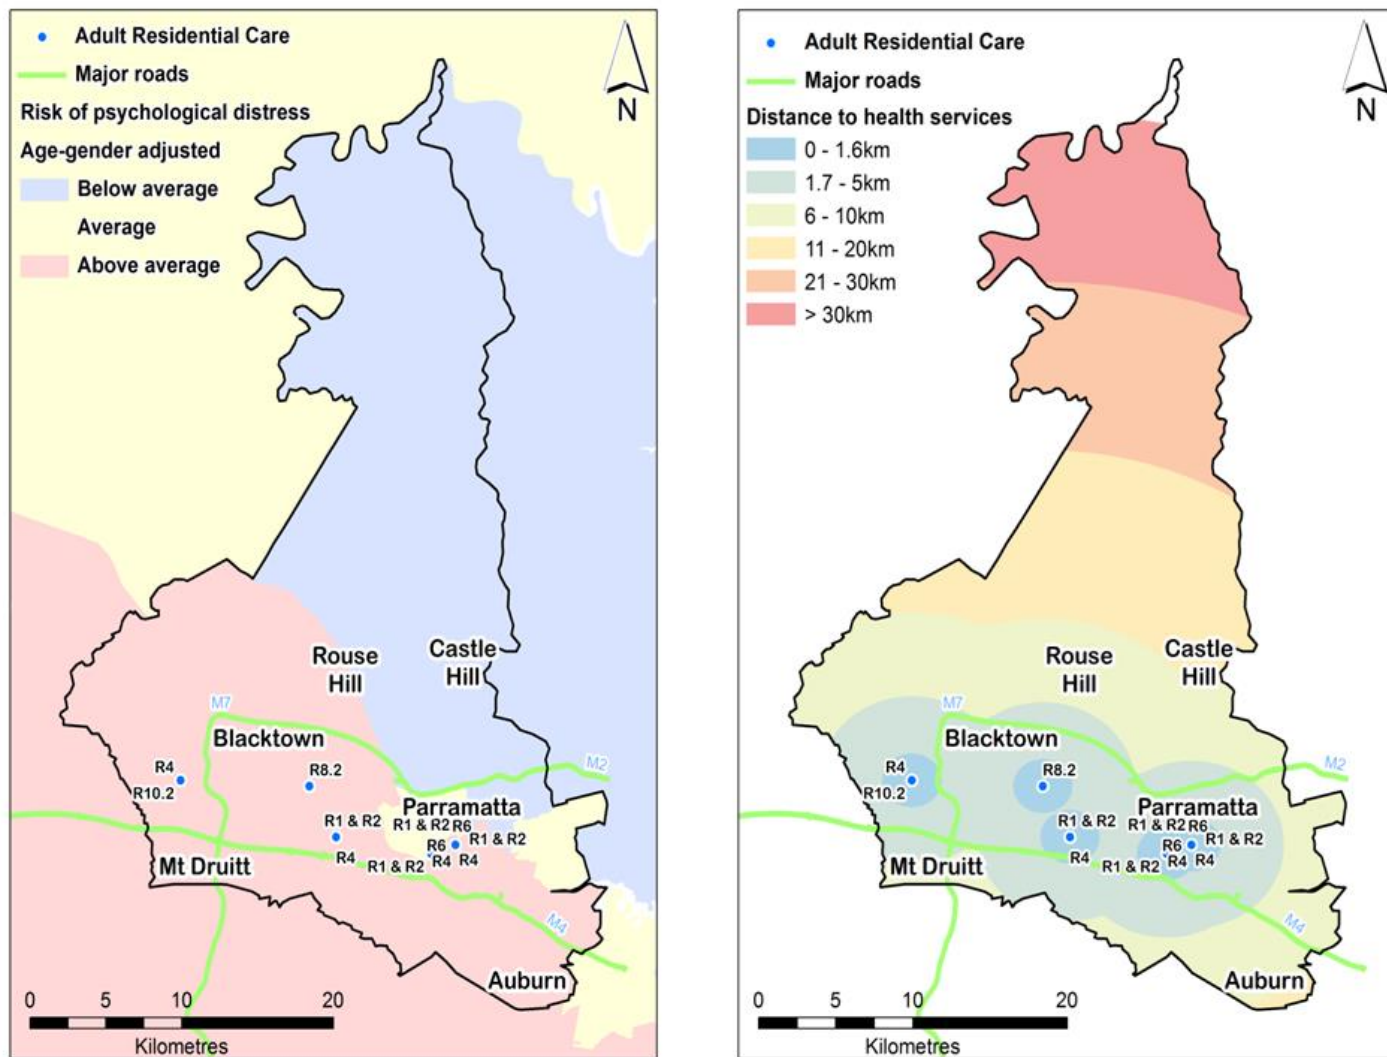 Adult Residential Care
Major roads
Risk of psychological distress
Age-gender adjusted
Below average
Average
Above average
N
Rouse
Hill
Castle
Hill
M7
Blacktown
M2
R4
R10.2
R8.2
Parramatta
R1 & R2
R6
R1 & R2
R1 & R2
R6
R4
R4
R4
R1 & R2
Mt Druitt
M4
Auburn
0
10
20
Kilometres
Adult Residential Care
Major roads
Distance to health services
0 - 1.6km
1.7 - 5km
6 - 10km
11 - 20km
21 - 30km
> 30km
N
Rouse
Hill
Castle
Hill
M7
Blacktown
M2
R4
R10.2
R8.2
Parramatta
R1 & R2
R6
R1 & R2
R1 & R2
R6
R4
R4
R4
R1 & R2
Mt Druitt
M4
Auburn
0
5
10
20
Kilometres